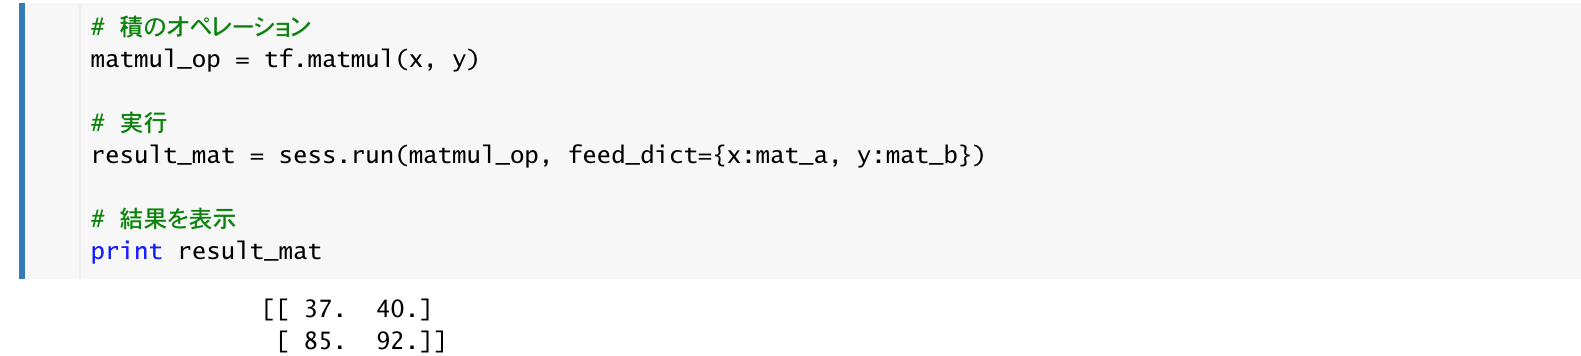 # 積のオペレーション
matmul_op = tf.matmul(x, y)
# 実行
result_mat = sess.run(matmul_op, feed_dict={x:mat_a, y:mat_b})
# 結果を表示
print result_mat
[[ 37.  40.]
 [ 85.  92.]]